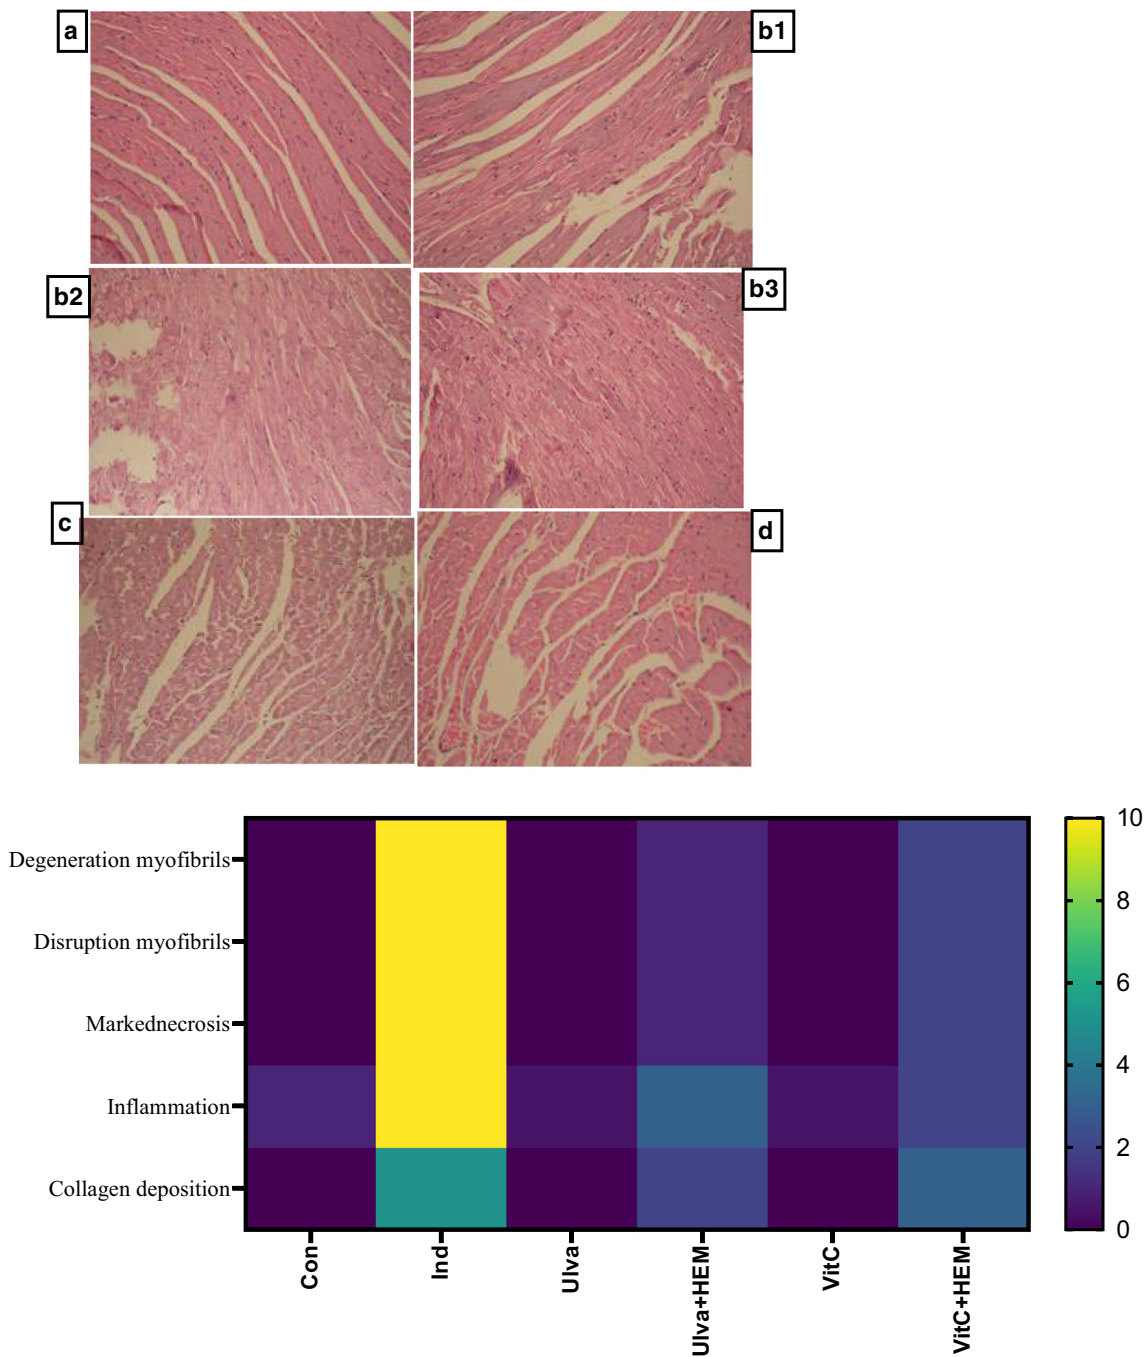 a
b1
b2
b3
c
d
Degeneration myofibrils
Disruption myofibrils
Markednecrosis
Inflammation
Collagen deposition
10
8
6
4
2
0
Con
Ind
Ulva
Ulva+HEM
VitC
VitC+HEM